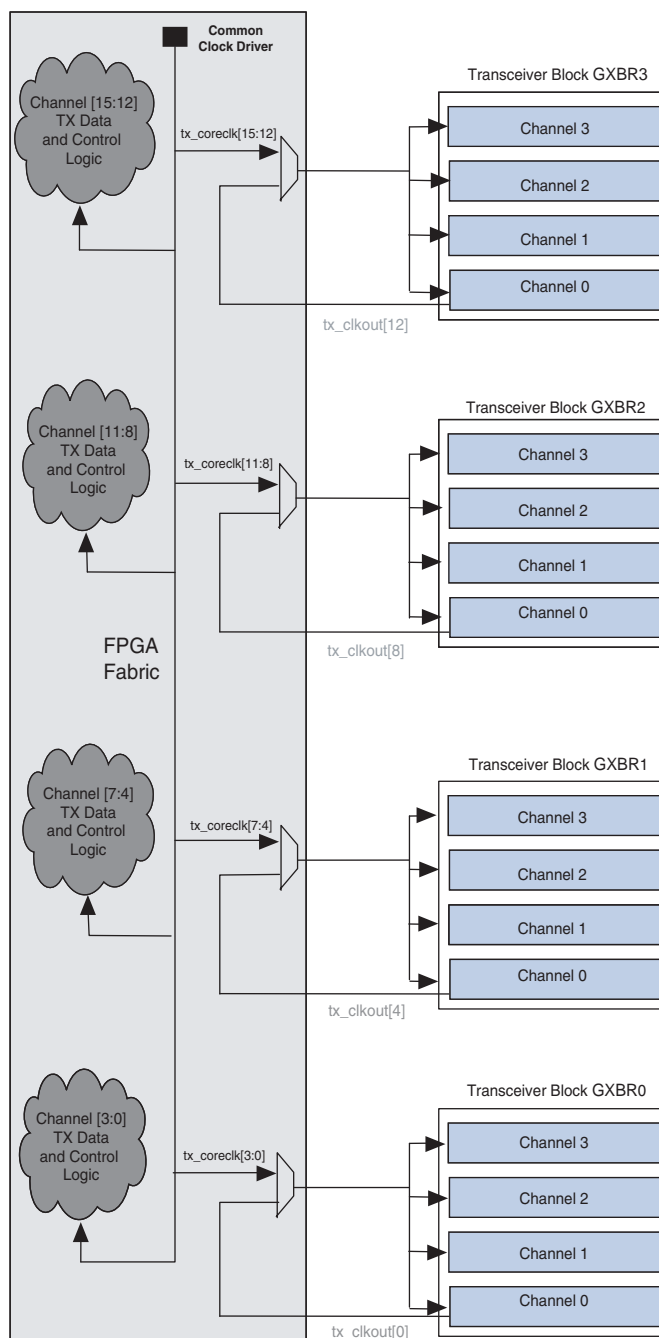 Common
Clock Driver
Channel [15:12]
TX Data
and Control
Logic
tx_coreclk[15:12]
Transceiver Block GXBR3
Channel 3
Channel 2
Channel 1
Channel 0
tx_clkout[12]
Channel [11:8]
TX Data
and Control
Logic
tx_coreclk[11:8]
Transceiver Block GXBR2
Channel 3
Channel 2
Channel 1
Channel 0
tx_clkout[8]
FPGA
Fabric
Channel [7:4]
TX Data
and Control
Logic
tx_coreclk[7:4]
Transceiver Block GXBR1
Channel 3
Channel 2
Channel 1
Channel 0
tx_clkout[4]
Channel [3:0]
TX Data
and Control
Logic
tx_coreclk[3:0]
Transceiver Block GXBR0
Channel 3
Channel 2
Channel 1
Channel 0
tx_clkout[0]